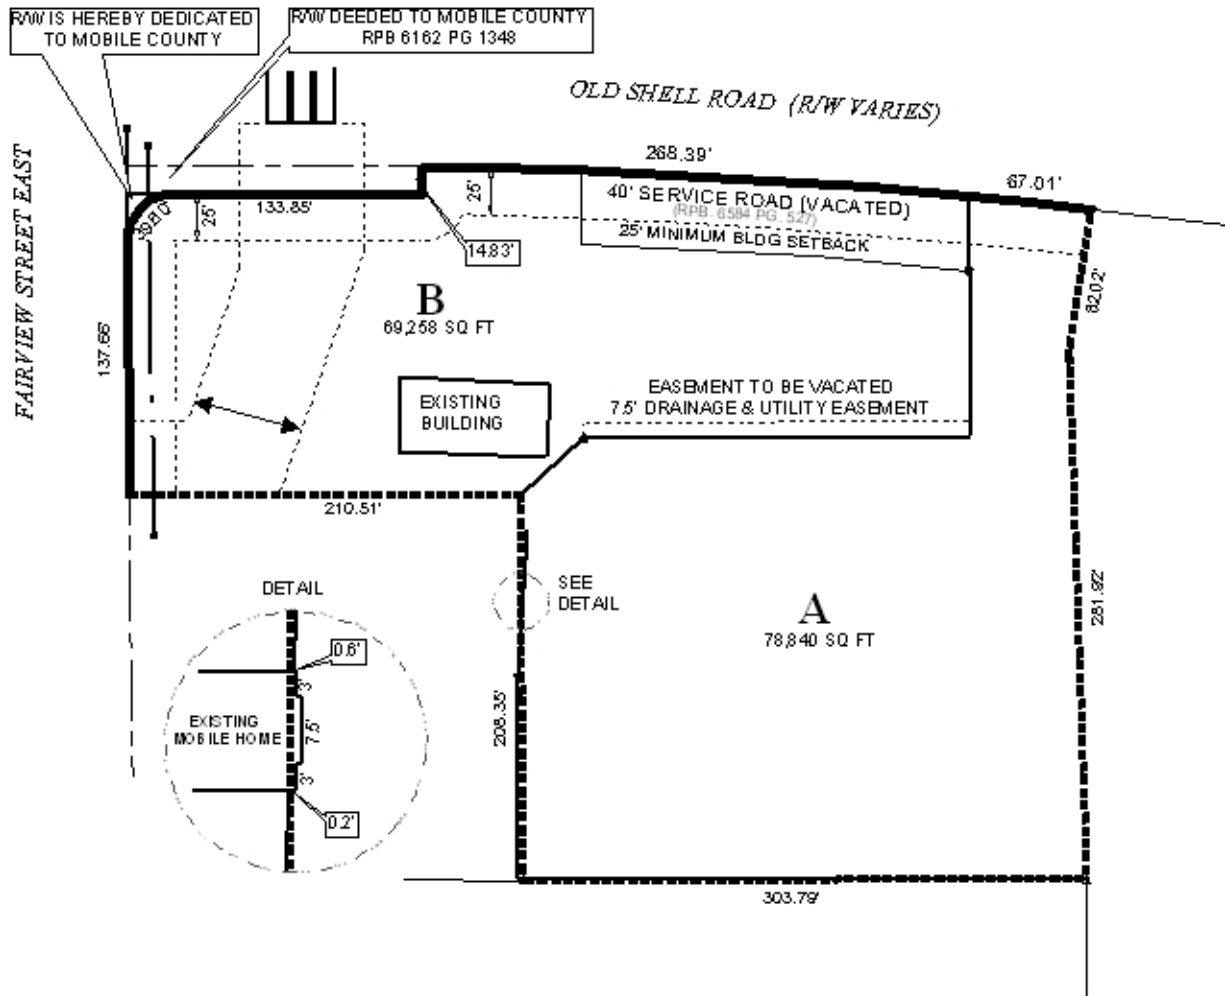 R/W IS HEREBY DEDICATED
TO MOBILE COUNTY
R/W DEEDED TO MOBILE COUNTY
RPB 6162 PG 1348
OLD SHELL ROAD (R/W VARIES)
268.39'
67.01'
FAIRVIEW STREET EAST
25'
133.85'
25'
14.83'
40' SERVICE ROAD (VACATED)
(RPB. 6584 PG. 527)
25' MINIMUM BLDG SETBACK
82.02'
137.66'
B
69,258 SQ FT
EXISTING
BUILDING
EASEMENT TO BE VACATED
7.5' DRAINAGE & UTILITY EASEMENT
210.51'
DETAIL
SEE
DETAIL
A
78,840 SQ FT
281.92'
208.35'
0.6'
3'
EXISTING
MOBILE HOME
7.5'
3'
0.2'
303.79'